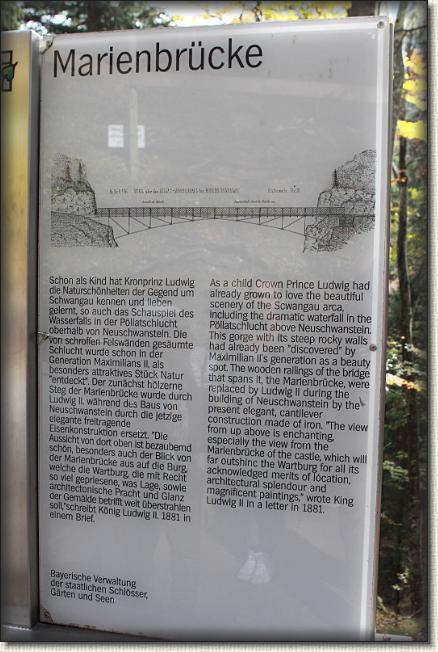 Marienbrücke
Schon als Kind hat Kronprinz Ludwig
die Naturschönheiten der Gegend um
Schwangau kennen und lieben
gelernt, so auch das Schauspiel des
Wasserfalls in der Pöllatschlucht
oberhalb von Neuschwanstein. Die
von schroffen Felswänden gesäumte
Schlucht wurde schon in der
Generation Maximilians II. als
besonders attraktives Stück Natur
"entdeckt". Der zunächst hölzerne
Steg der Marienbrücke wurde durch
Ludwig II. während des Baus von
Neuschwanstein durch die jetzige
elegante freitragende
Eisenkonstruktion ersetzt. "Die
Aussicht von dort oben ist bezaubernd
schön, besonders auch der Blick von
der Marienbrücke aus auf die Burg,
welche die Wartburg, die mit Recht
so viel gepriesene, was Lage, sowie
architektonische Pracht und Glanz
der Gemälde betrifft weit überstrahlen
soll,"schreibt König Ludwig II. 1881 in
einem Brief.
As a child Crown Prince Ludwig had
already grown to love the beautiful
scenery of the Scwangau area,
including the dramatic waterfall in the
Pöllatschlucht above Neuschwanstein.
This gorge with its steep rocky walls
had already been "discovered" by
Maximilian II's generation as a beauty
spot. The wooden railings of the bridge
that spans it, the Marienbrücke, were
replaced by Ludwig II during the
building of Neuschwanstein by the
present elegant, cantilever
construction made of iron. "The view
from up above is enchanting,
especially the view from the
Marienbrücke of the castle, which will
far outshine the Wartburg for all its
acknowledged merits of location,
architectural splendour and
magnificent paintings," wrote King
Ludwig II in a letter in 1881.
Bayerische Verwaltung
der staatlichen Schlösser,
Gärten und Seen